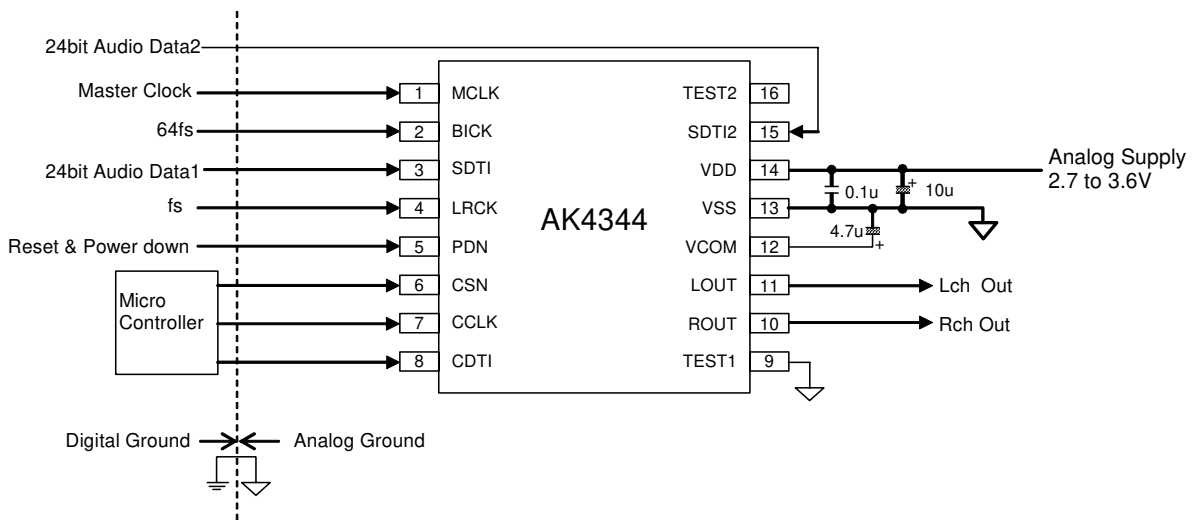 24bit Audio Data2
Master Clock
64fs
24bit Audio Data1
fs
Reset & Power down
Micro
Controller
1 MCLK
2 BICK
3 SDTI
4 LRCK
5 PDN
6 CSN
7 CCLK
8 CDTI
AK4344
TEST2 16
SDTI2 15
VDD 14
VSS 13
VCOM 12
LOUT 11
ROUT 10
TEST1 9
0.1u
+ 10u
4.7u +
Analog Supply
2.7 to 3.6V
Lch Out
Rch Out
Digital Ground
Analog Ground